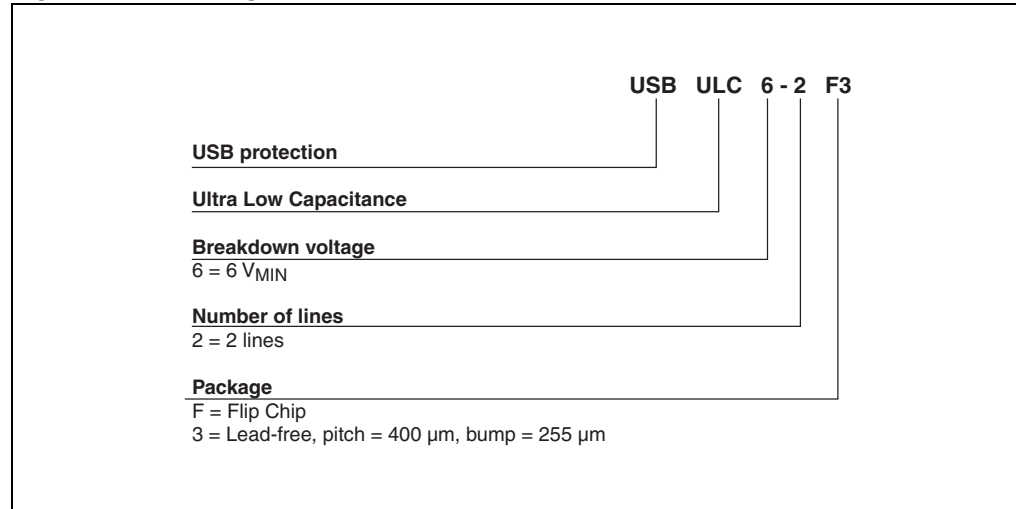 USB ULC 6 - 2 F3
USB protection
Ultra Low Capacitance
Breakdown voltage
6 = 6 VMIN
Number of lines
2 = 2 lines
Package
F = Flip Chip
3 = Lead-free, pitch = 400 µm, bump = 255 µm